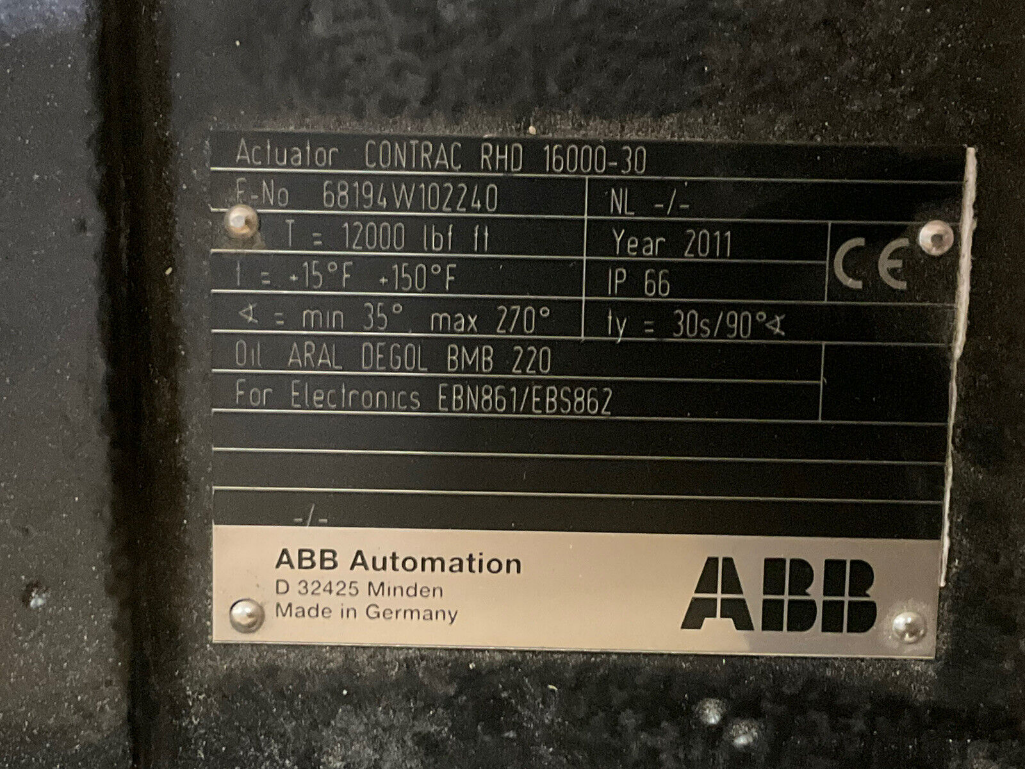 Actuator CONTRAC RHD 16000-30
F-No 68194W102240 NL -/-
T = 12000 lbf ft Year 2011
t = +15°F +150°F IP 66
CE
∢ = min 35° max 270° ty = 30s/90°∢
Oil ARAL DEGOL BMB 220
For Electronics EBN861/EBS862
-/-
ABB Automation
D 32425 Minden
Made in Germany
ABB